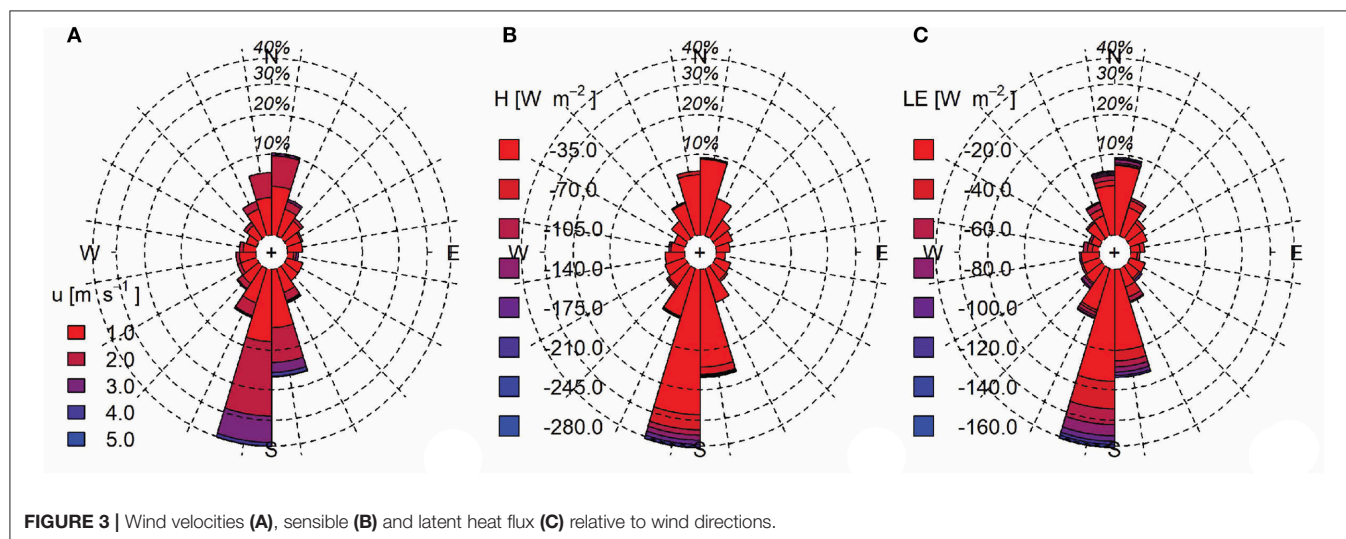 A
40%
N
30%
20%
10%
W
E
S
u [m s⁻¹]
1.0
2.0
3.0
4.0
5.0
B
40%
N
30%
20%
10%
W
E
S
H [W m⁻²]
-35.0
-70.0
-105.0
-140.0
-175.0
-210.0
-245.0
-280.0
C
40%
N
30%
20%
10%
W
E
S
LE [W m⁻²]
-20.0
-40.0
-60.0
-80.0
-100.0
-120.0
-140.0
-160.0
FIGURE 3 | Wind velocities (A), sensible (B) and latent heat flux (C) relative to wind directions.